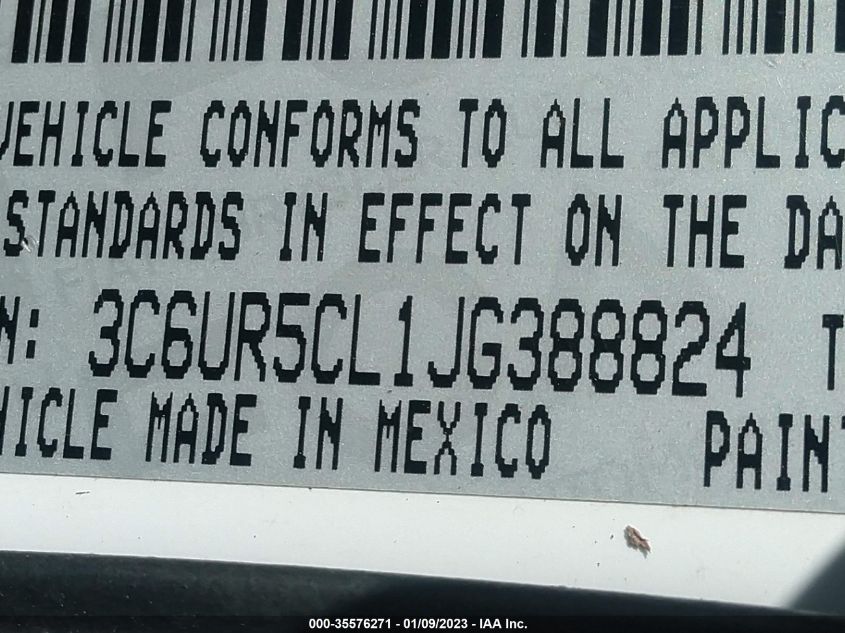 VEHICLE CONFORMS TO ALL APPLIC
STANDARDS IN EFFECT ON THE DA
N: 3C6UR5CL1JG388824 T
HICLE MADE IN MEXICO PAINT
000-35576271 - 01/09/2023 - IAA Inc.